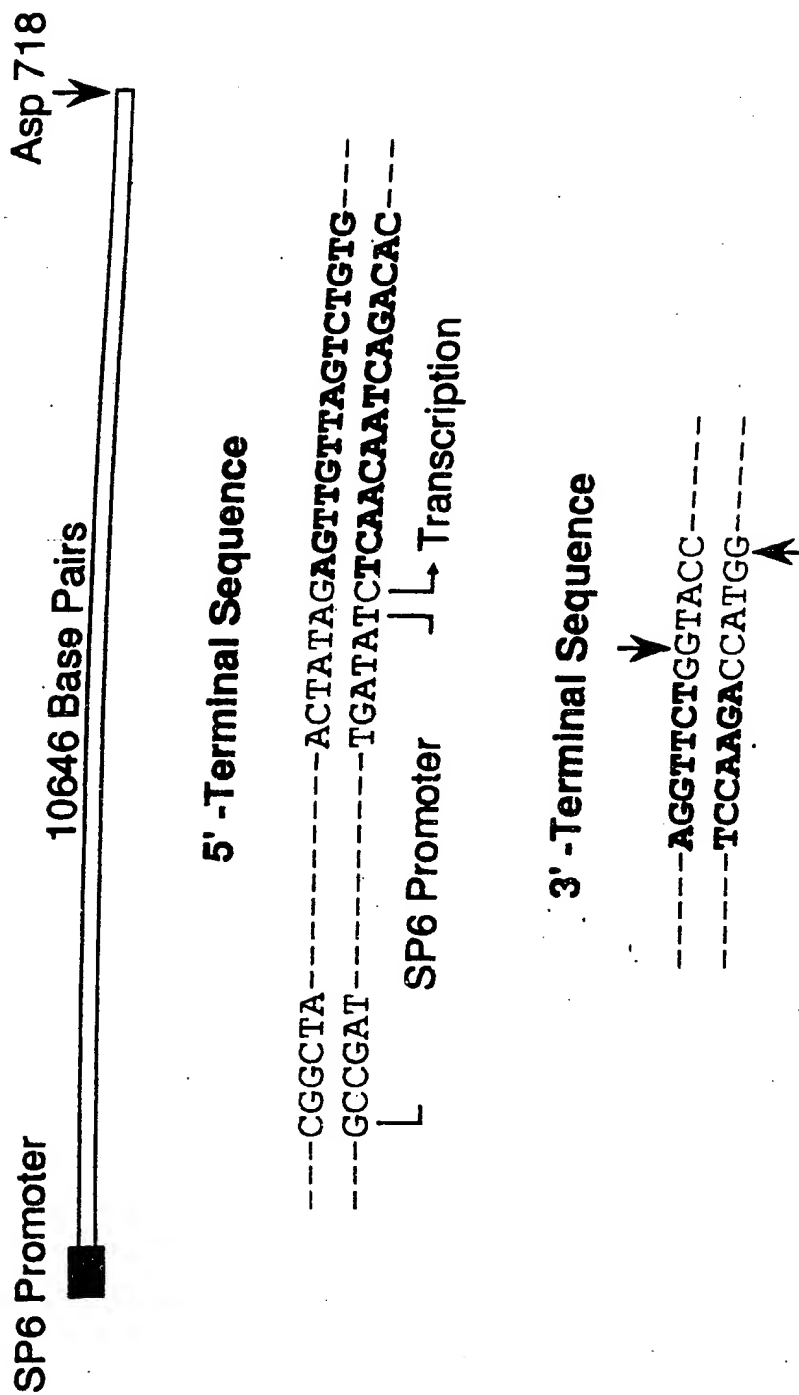 SP6 Promoter
10646 Base Pairs
Asp 718
5'-Terminal Sequence
----CGGCTA-----------ACTATAGAGTTGTTAGTCTGTG----
----GCCGAT-----------TGATATCTCAACAATCAGACAC----
SP6 Promoter
Transcription
3'-Terminal Sequence
------AGGTTCTGGTACC------
------TCCAAGACCATGG------